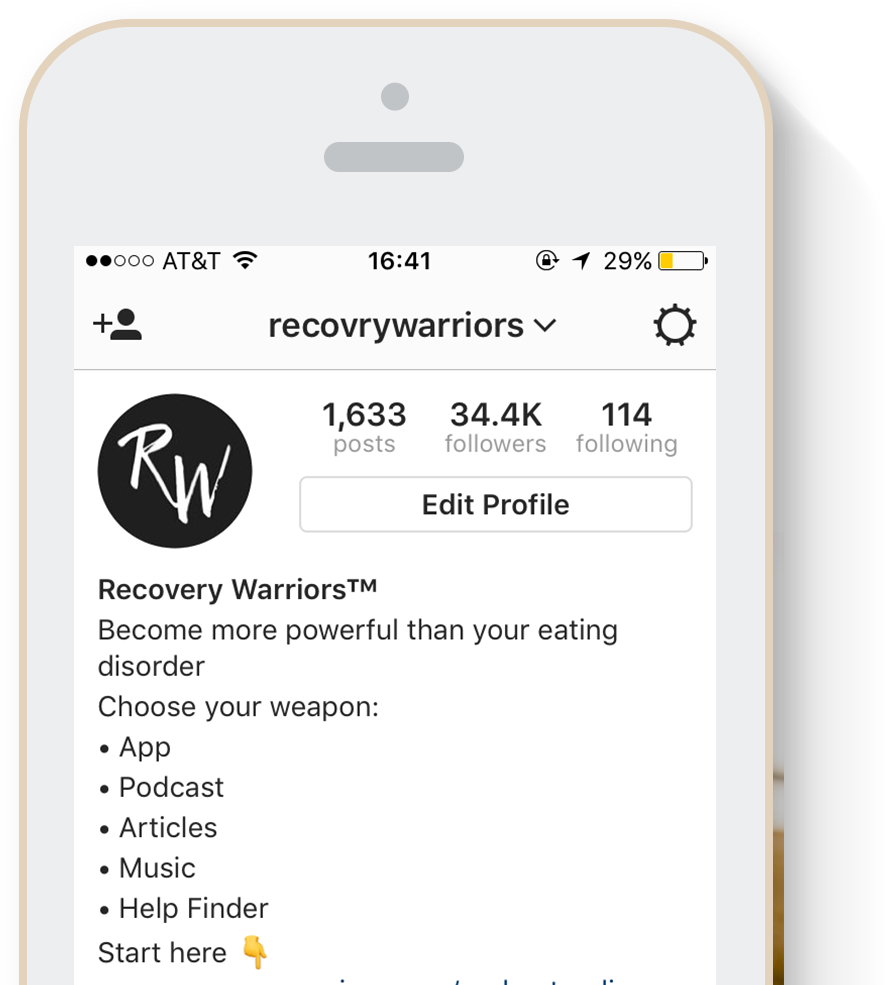 AT&T 16:41 29%
recovrywarriors
RW
1,633 34.4K 114
posts followers following
Edit Profile
Recovery Warriors™
Become more powerful than your eating
disorder
Choose your weapon:
• App
• Podcast
• Articles
• Music
• Help Finder
Start here 👇